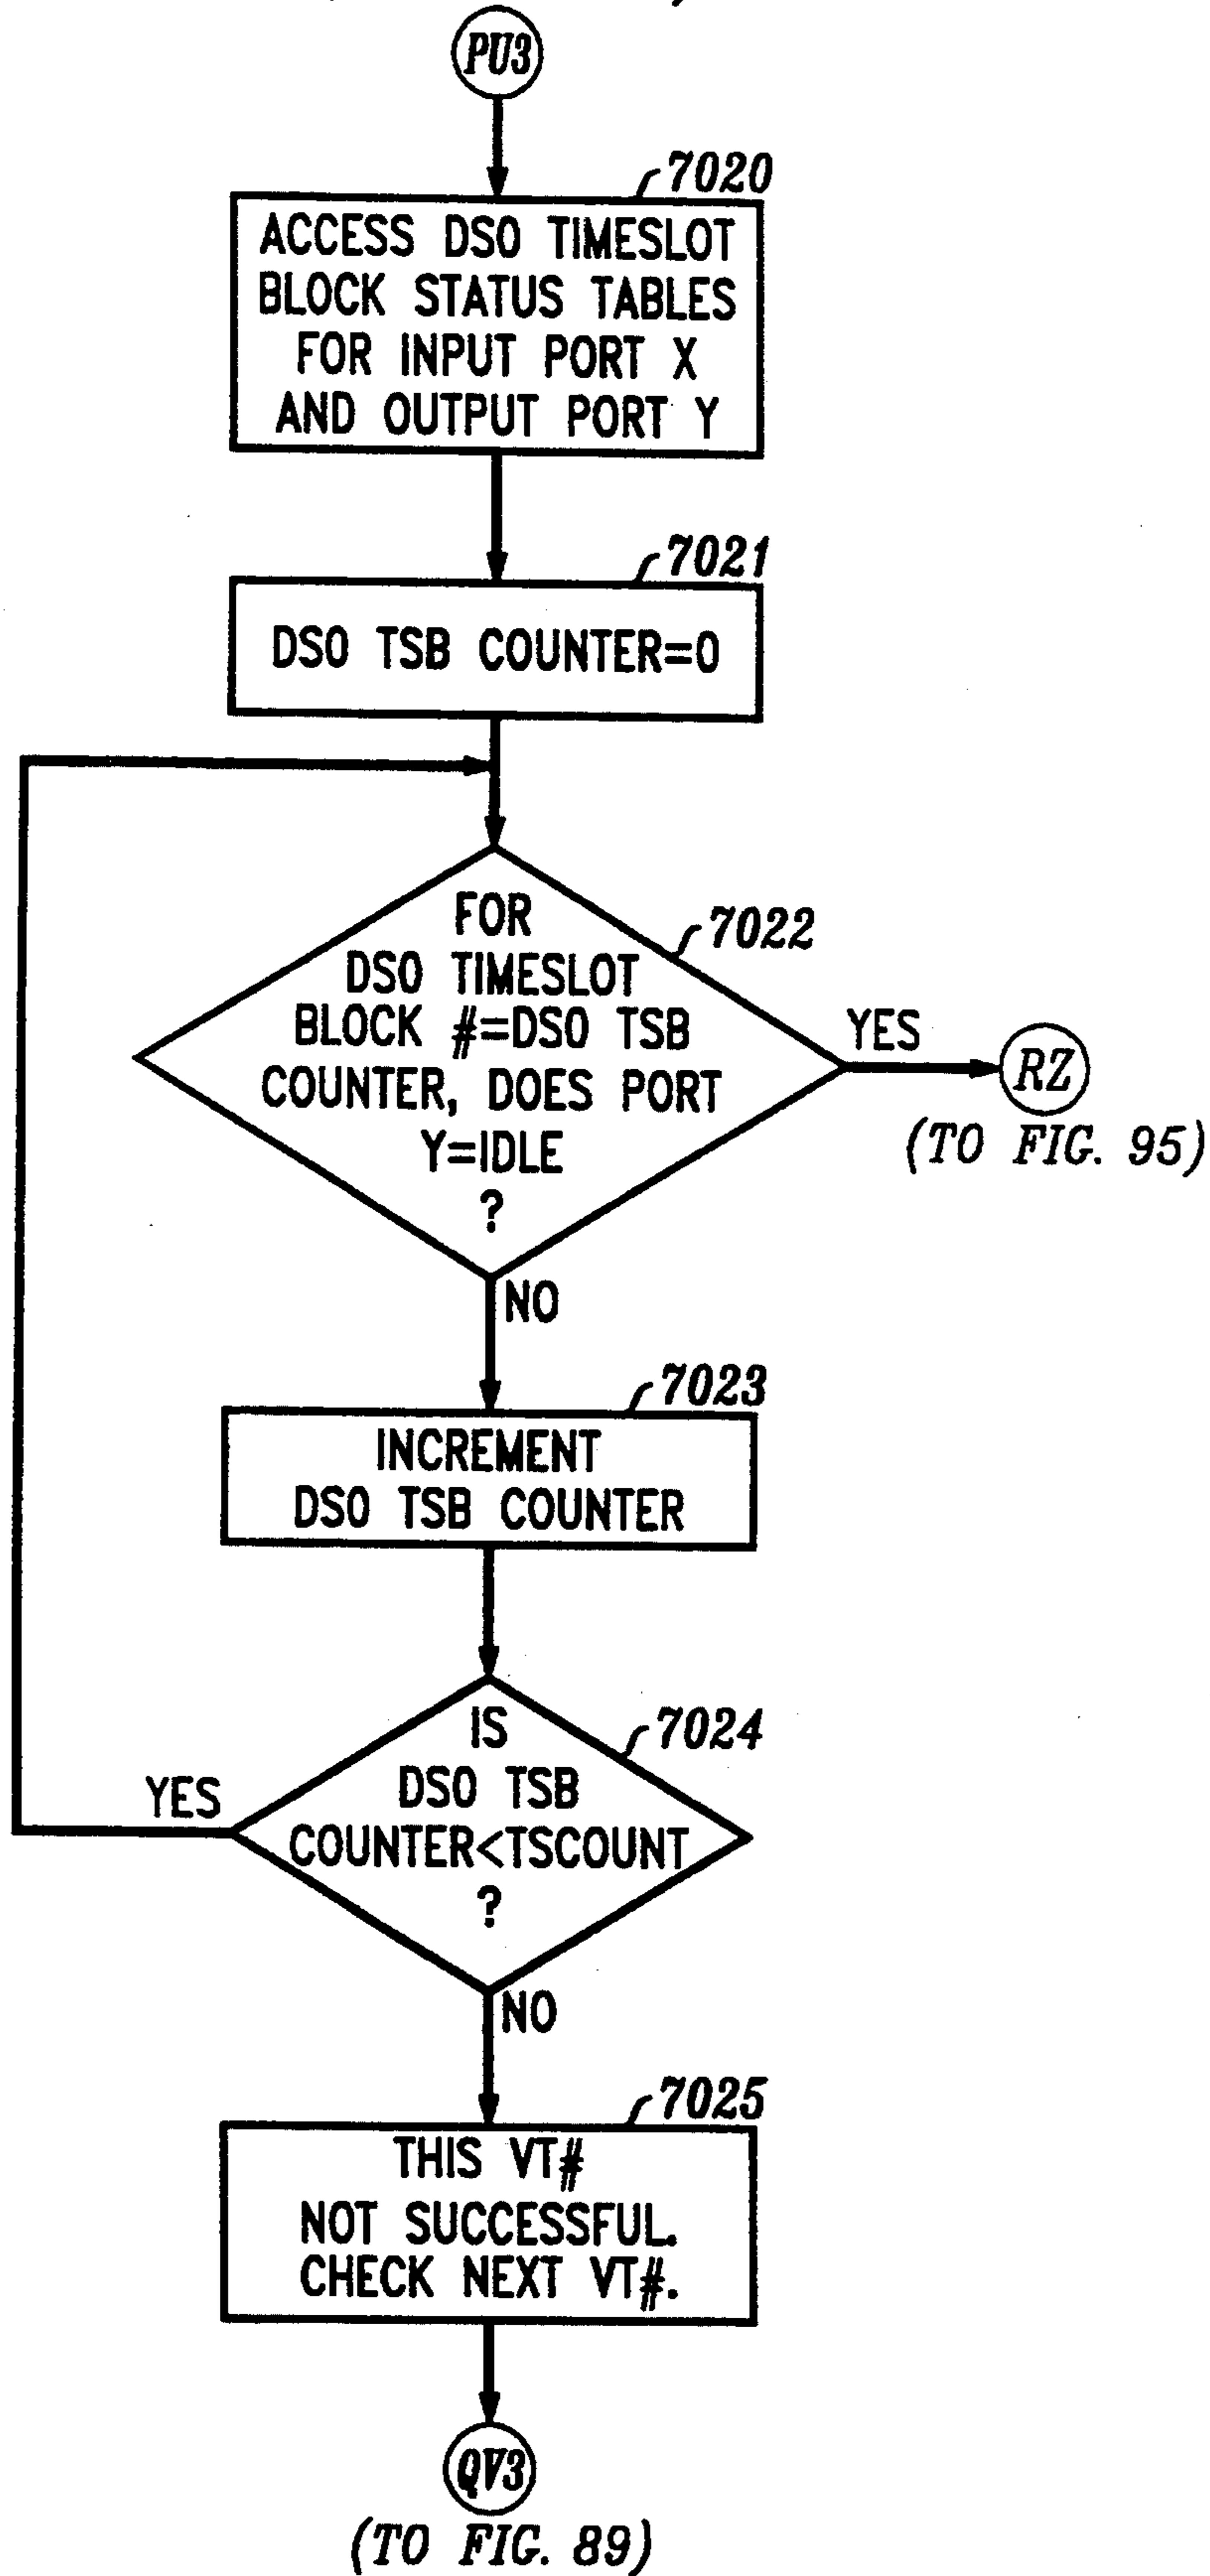 PU3
7020
ACCESS DS0 TIMESLOT
BLOCK STATUS TABLES
FOR INPUT PORT X
AND OUTPUT PORT Y
7021
DS0 TSB COUNTER=0
FOR
DS0 TIMESLOT
BLOCK #=DS0 TSB
COUNTER, DOES PORT
Y=IDLE
?
7022
YES
RZ
(TO FIG. 95)
NO
7023
INCREMENT
DS0 TSB COUNTER
IS
DS0 TSB
COUNTER<TSCOUNT
?
7024
YES
NO
7025
THIS VT#
NOT SUCCESSFUL.
CHECK NEXT VT#.
QV3
(TO FIG. 89)